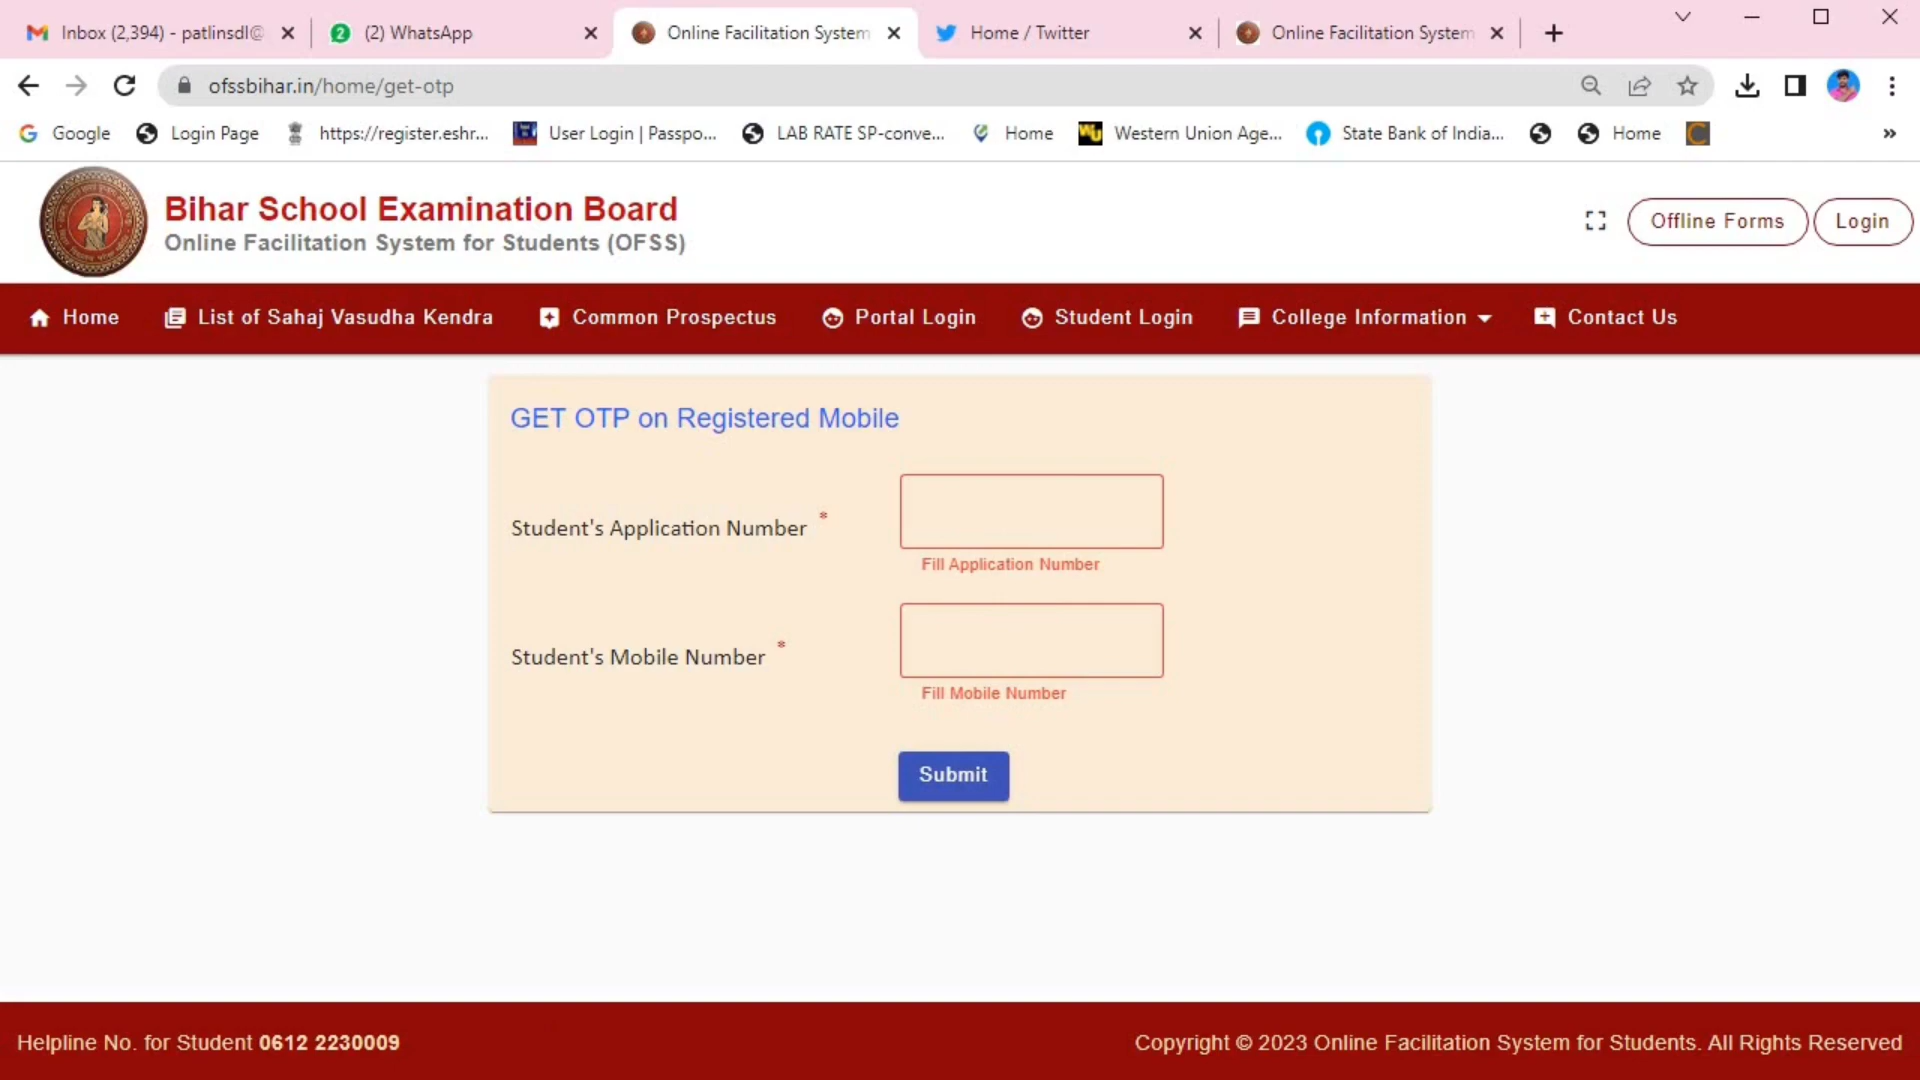 Inbox (2,394) - patlinsdl@
2 (2) WhatsApp
Online Facilitation System
Home / Twitter
Online Facilitation System
ofssbihar.in/home/get-otp
Google
Login Page
https://register.eshr...
User Login | Passpo...
LAB RATE SP-conve...
Home
Western Union Age...
State Bank of India...
Home
»
Bihar School Examination Board
Online Facilitation System for Students (OFSS)
Offline Forms
Login
Home
List of Sahaj Vasudha Kendra
Common Prospectus
Portal Login
Student Login
College Information
Contact Us
GET OTP on Registered Mobile
Student's Application Number *
Fill Application Number
Student's Mobile Number *
Fill Mobile Number
Submit
Helpline No. for Student 0612 2230009
Copyright © 2023 Online Facilitation System for Students. All Rights Reserved